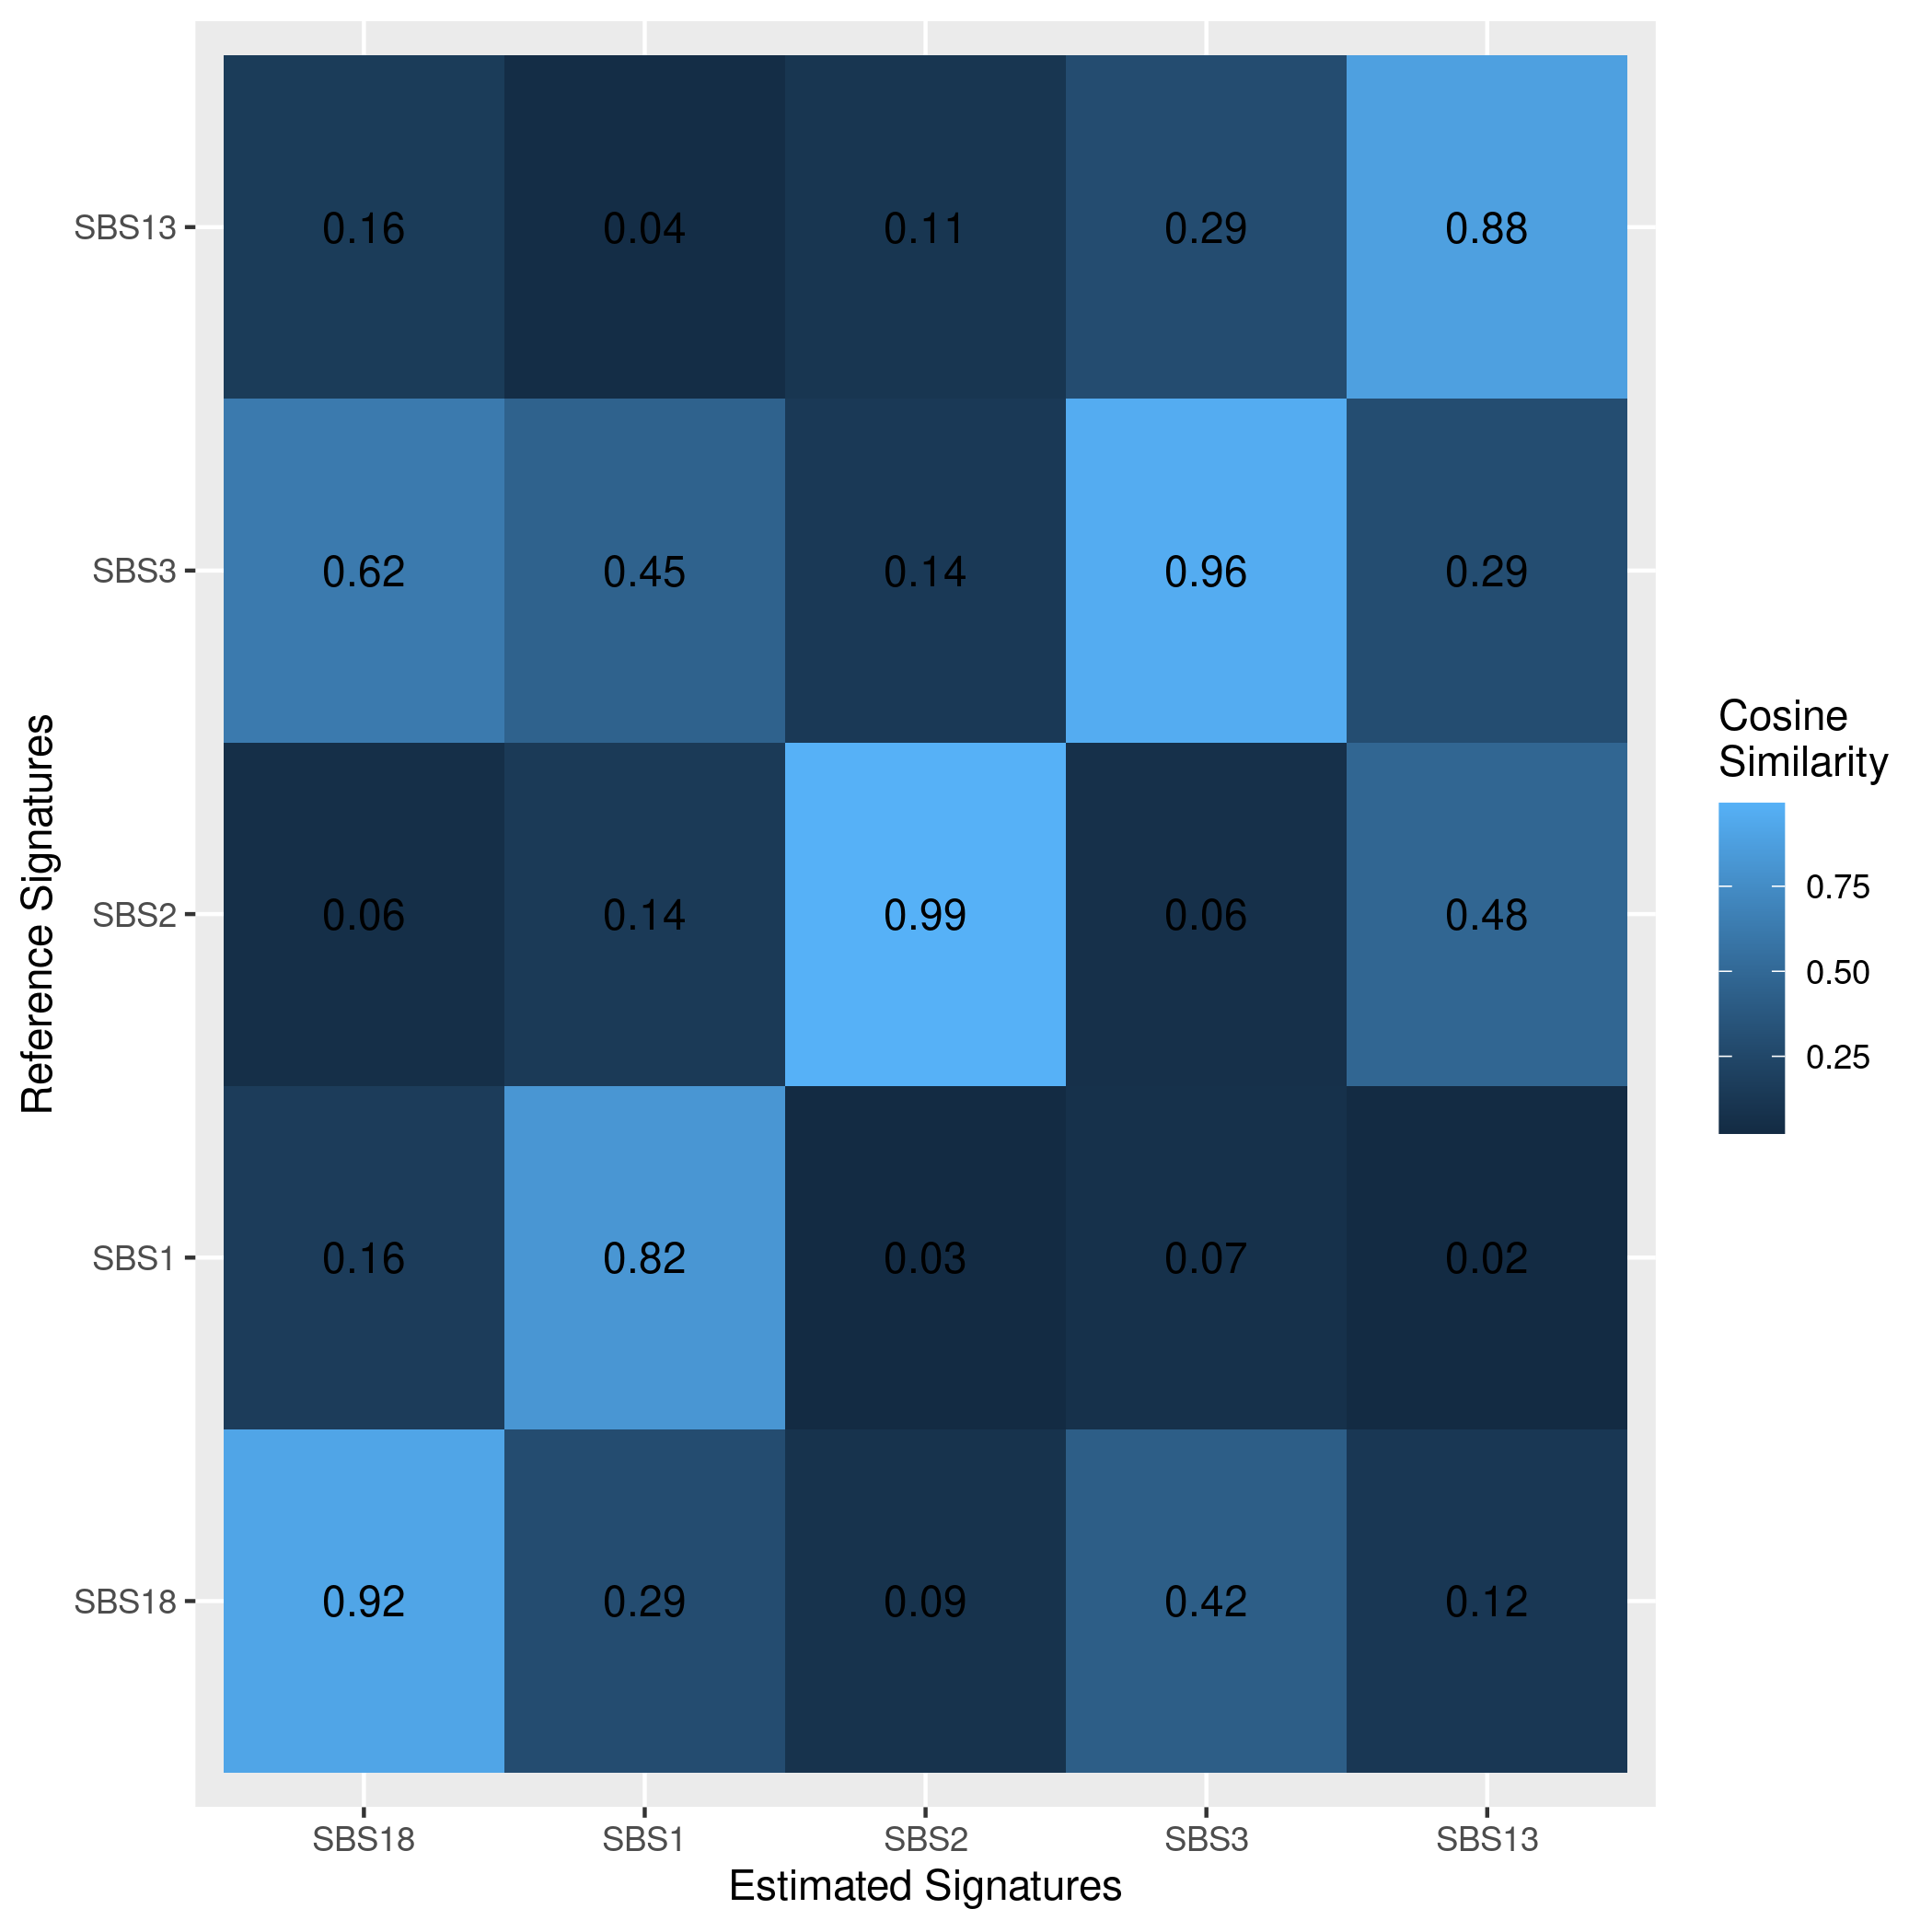 SBS13
0.16 0.04 0.11 0.29 0.88
SBS3
0.62 0.45 0.14 0.96 0.29
SBS2
0.06 0.14 0.99 0.06 0.48
SBS1
0.16 0.82 0.03 0.07 0.02
SBS18
0.92 0.29 0.09 0.42 0.12
SBS18 SBS1 SBS2 SBS3 SBS13
Estimated Signatures
Reference Signatures
Cosine
Similarity
0.75
0.50
0.25